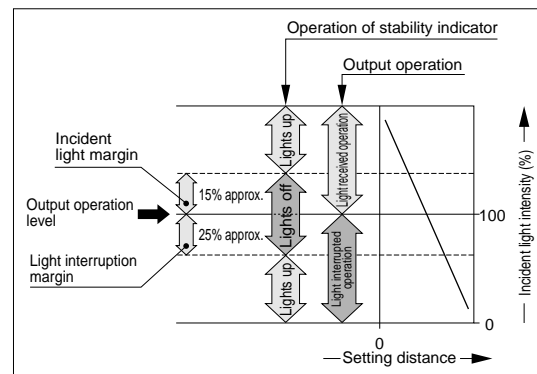 Operation of stability indicator
Output operation
Incident
light margin
Output operation
level
Light interruption
margin
15% approx.
25% approx.
Lights up
Lights off
Lights up
Light received operation
Light interrupted
operation
100
0
Incident light intensity (%)
0
Setting distance